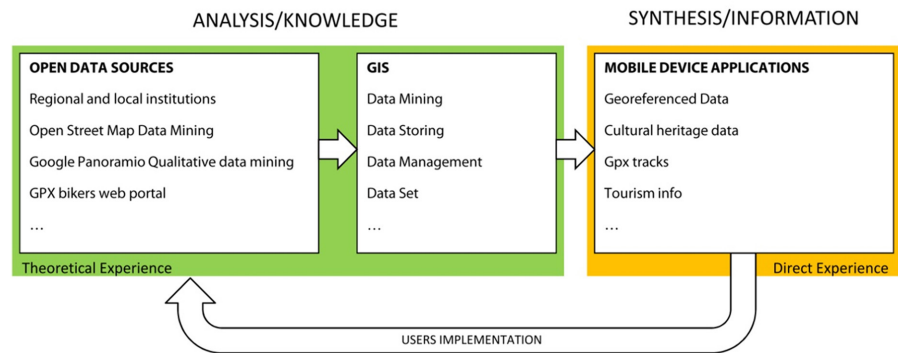 ANALYSIS/KNOWLEDGE
SYNTHESIS/INFORMATION
OPEN DATA SOURCES
Regional and local institutions
Open Street Map Data Mining
Google Panoramio Qualitative data mining
GPX bikers web portal
…
GIS
Data Mining
Data Storing
Data Management
Data Set
…
MOBILE DEVICE APPLICATIONS
Georeferenced Data
Cultural heritage data
Gpx tracks
Tourism info
…
Theoretical Experience
Direct Experience
USERS IMPLEMENTATION